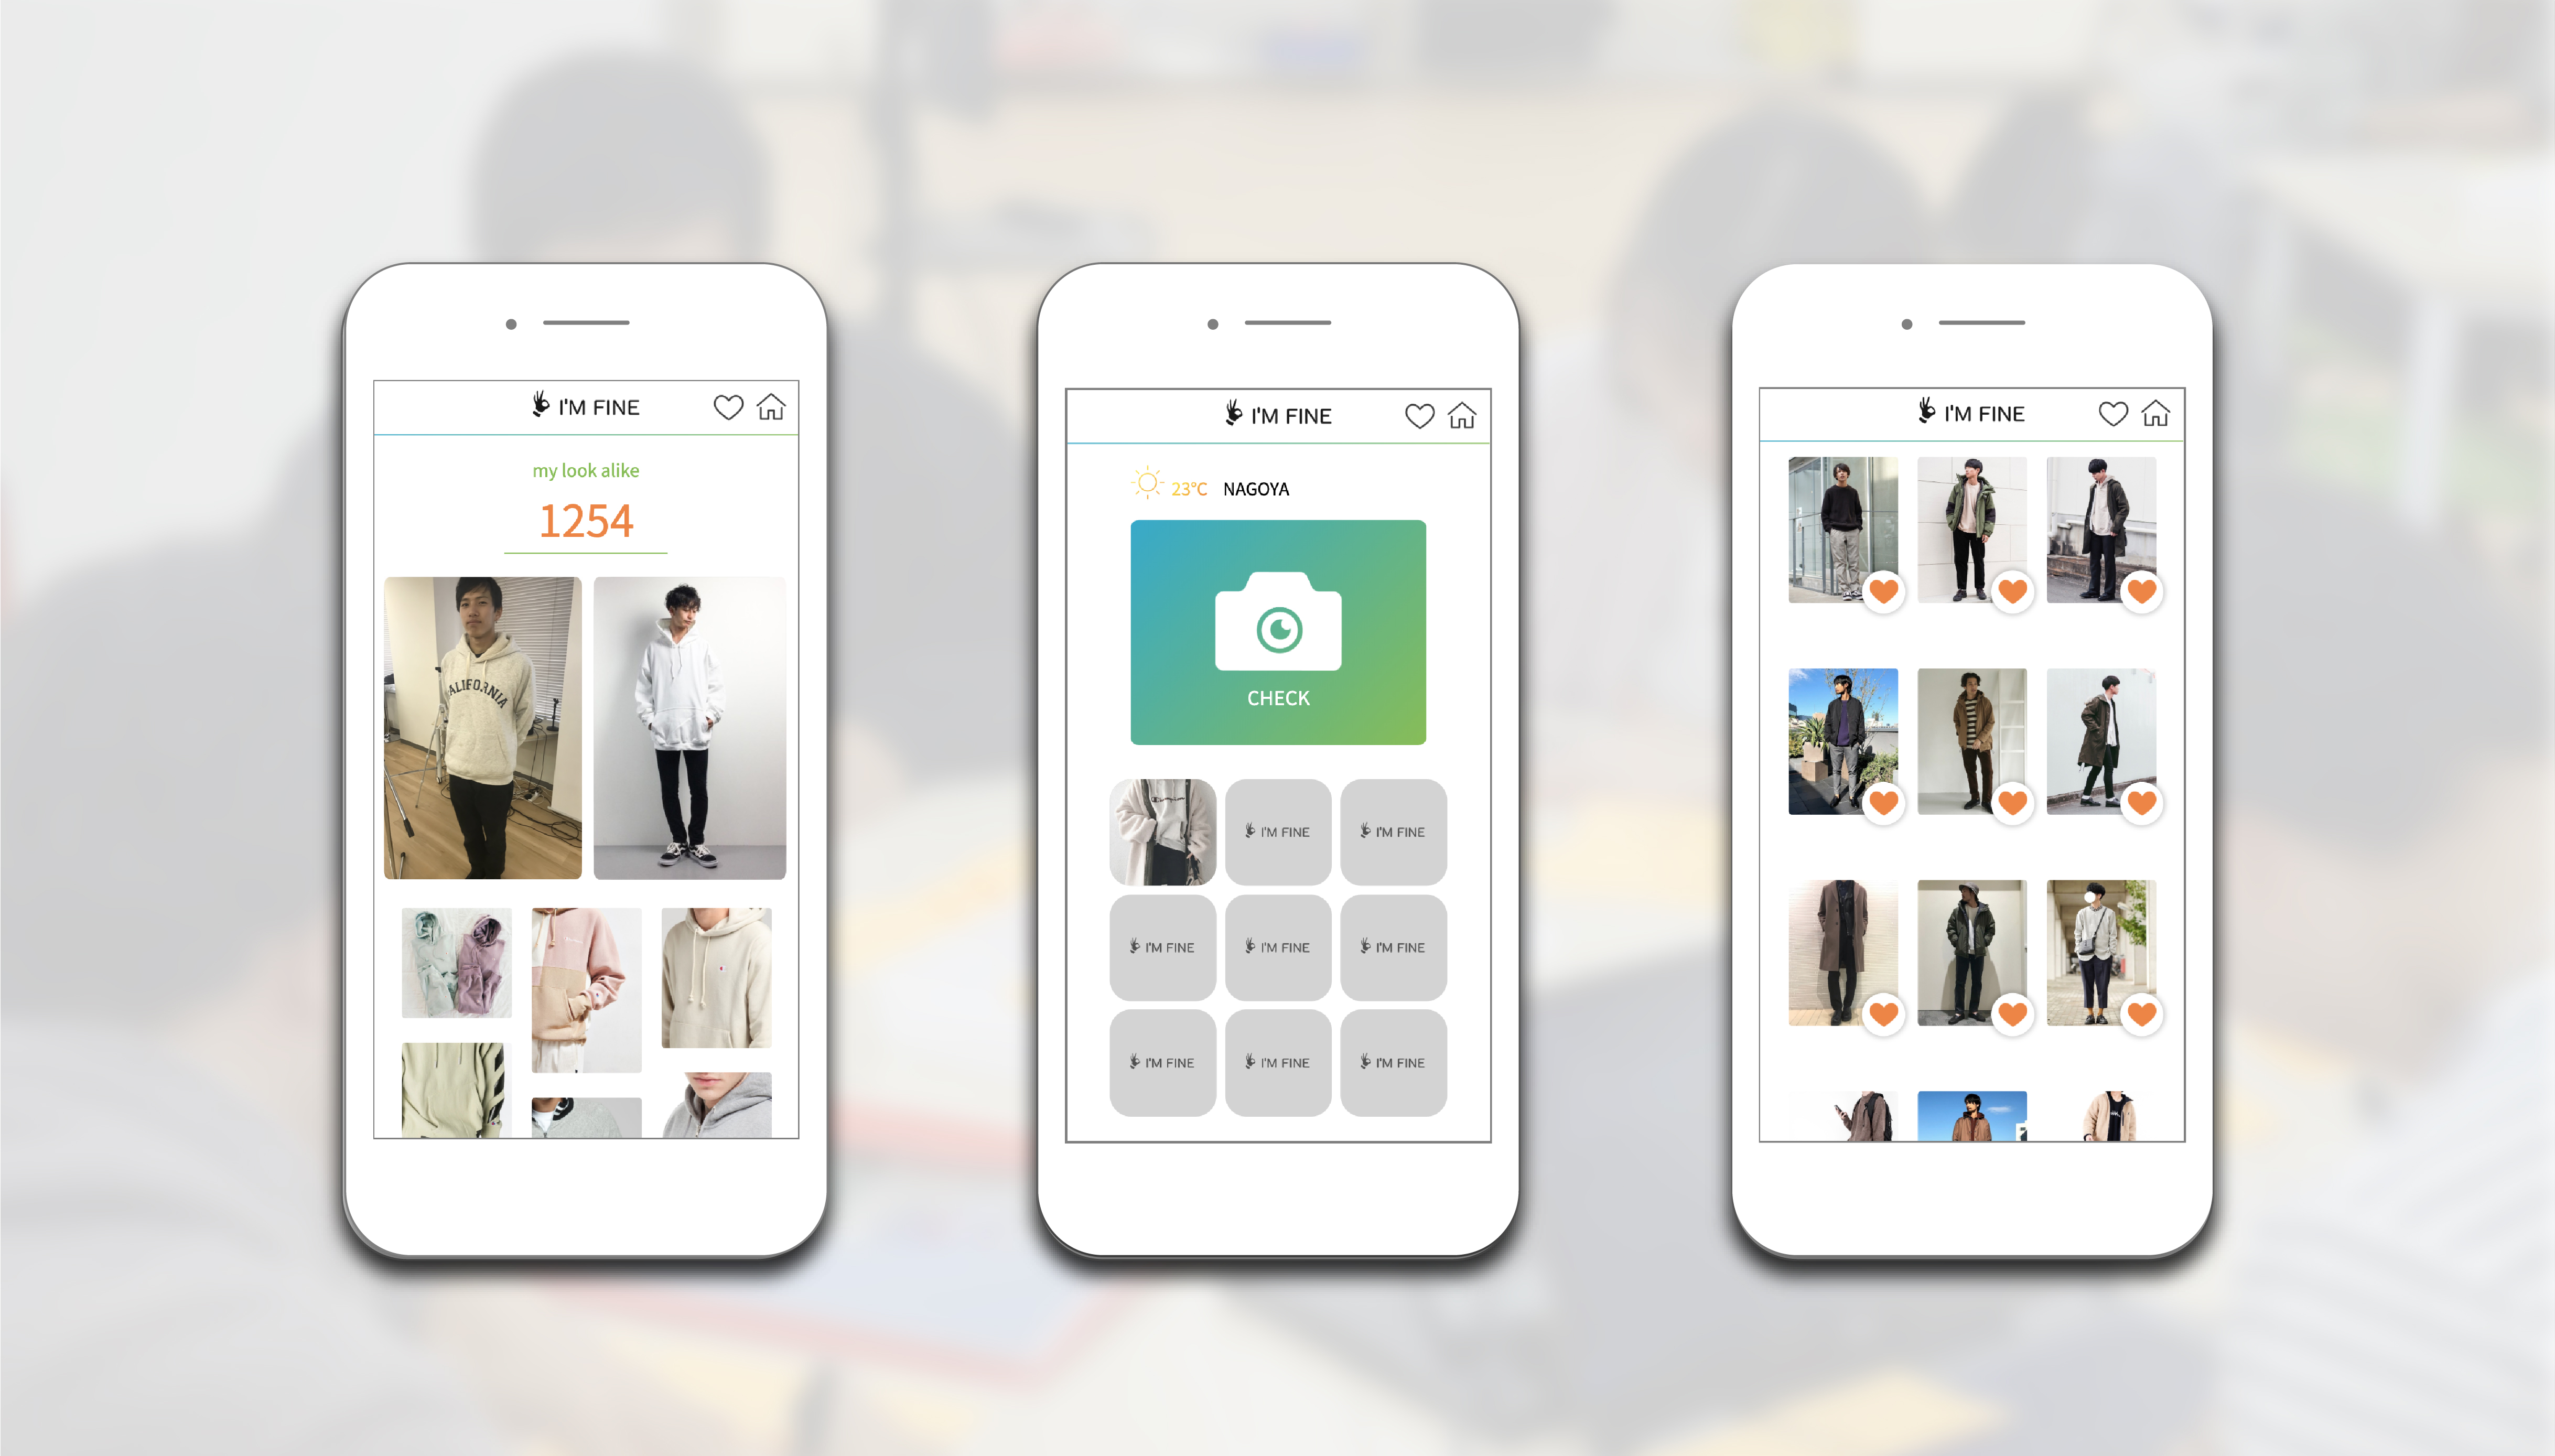 I'M FINE
my look alike
1254
CALIFORNIA
I'M FINE
23°C NAGOYA
CHECK
Champion
I'M FINE I'M FINE
I'M FINE I'M FINE I'M FINE
I'M FINE I'M FINE I'M FINE
I'M FINE